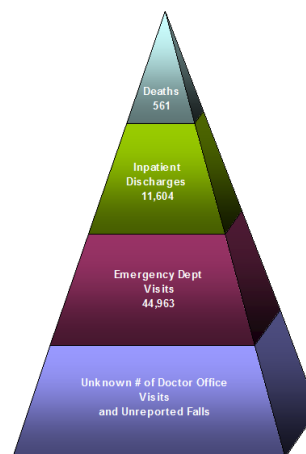 Deaths
561
Inpatient
Discharges
11,604
Emergency Dept
Visits
44,963
Unknown # of Doctor Office
Visits
and Unreported Falls